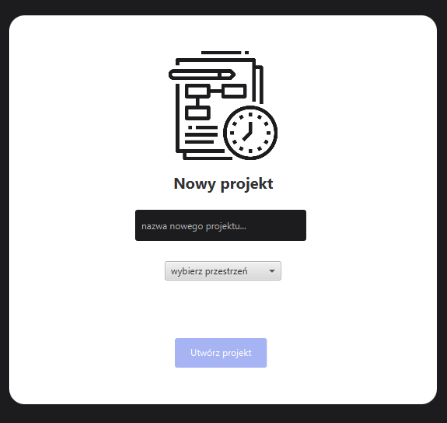 Nowy projekt
nazwa nowego projektu...
wybierz przestrzeń
Utwórz projekt